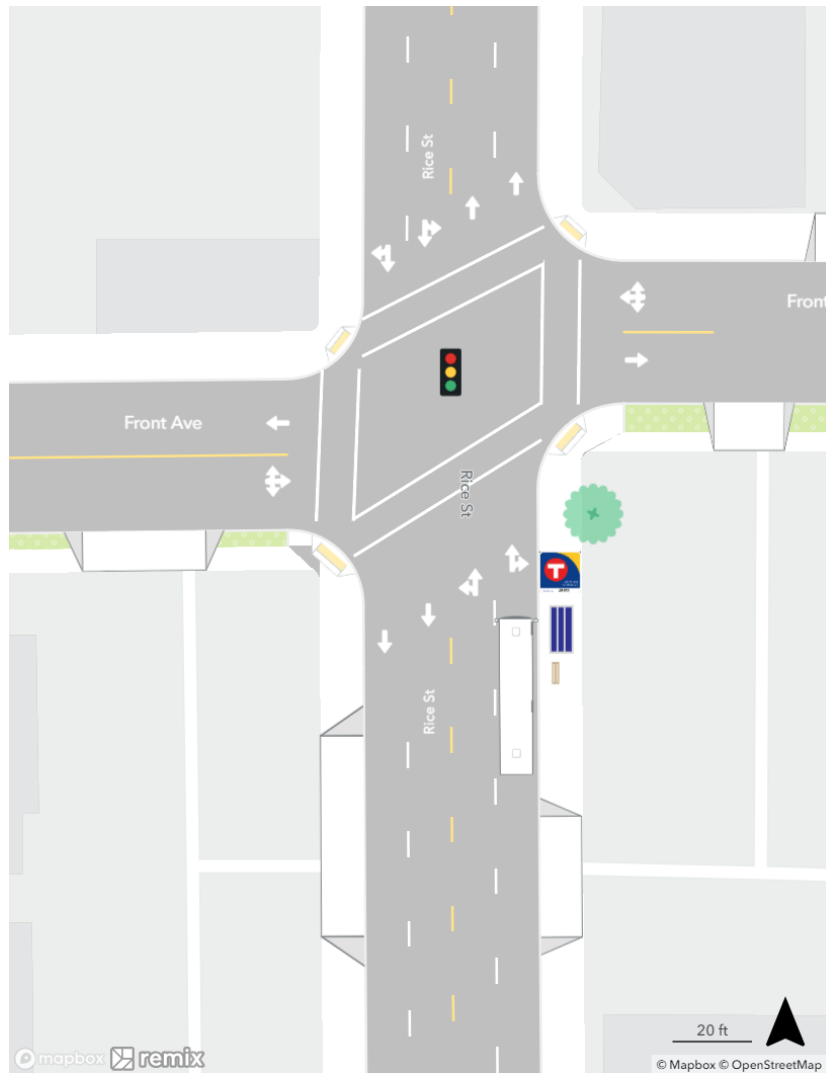 Rice St
Front
Front Ave
Rice St
T
Rice St
20 ft
mapbox remix
© Mapbox © OpenStreetMap